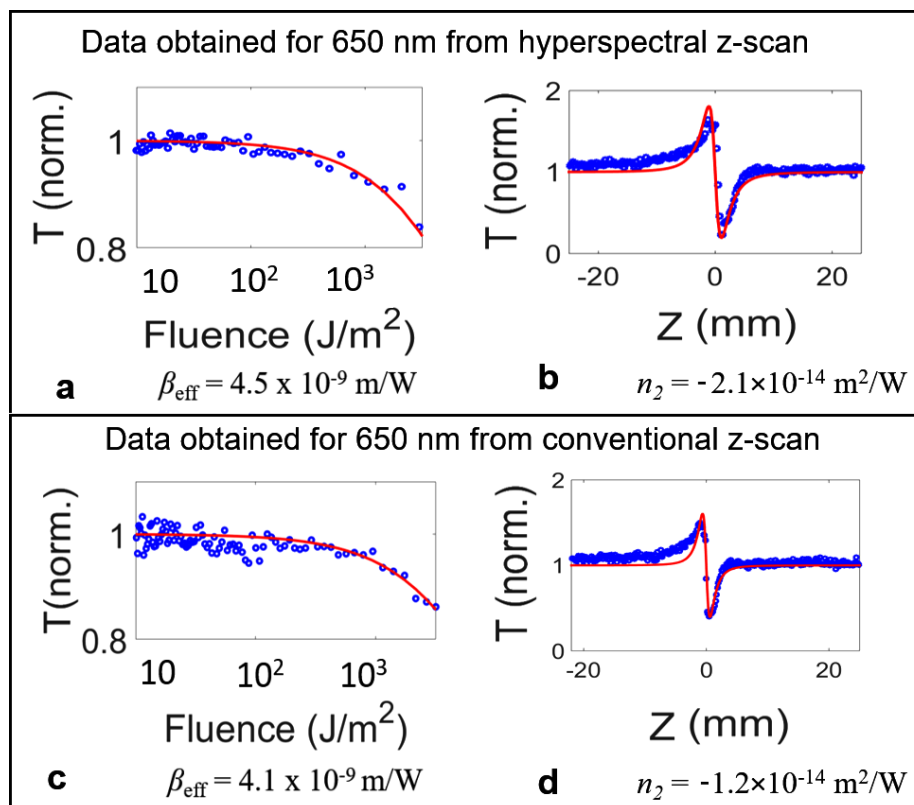 Data obtained for 650 nm from hyperspectral z-scan
T (norm.)
1
0.8
10
10²
10³
Fluence (J/m²)
a
βeff = 4.5 x 10⁻⁹ m/W
T (norm.)
2
1
0
-20
0
20
Z (mm)
b
n₂ = -2.1×10⁻¹⁴ m²/W
Data obtained for 650 nm from conventional z-scan
T(norm.)
1
0.8
10
10²
10³
Fluence (J/m²)
c
βeff = 4.1 x 10⁻⁹ m/W
T (norm.)
2
1
0
-20
0
20
Z (mm)
d
n₂ = -1.2×10⁻¹⁴ m²/W